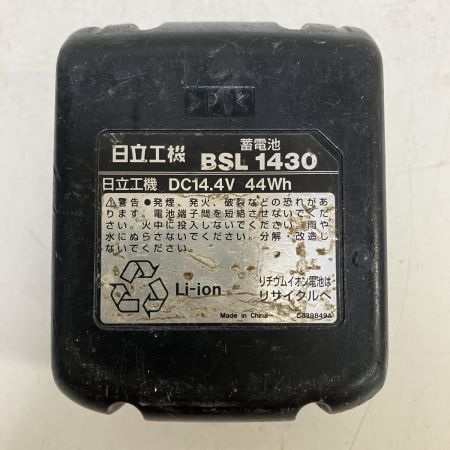 >PA<
蓄電池
日立工機 BSL 1430
日立工機 DC14.4V 44Wh
⚠警告 ●発煙、発火、破裂などの恐れがあ
ります。電池端子間を短絡させないでくだ
さい。火中に投入しないでください。雨や
水にぬらさないでください。分解・改造し
ないでください。
Li-ion
リチウムイオン電池は
リサイクルへ
Made in China
C339849A